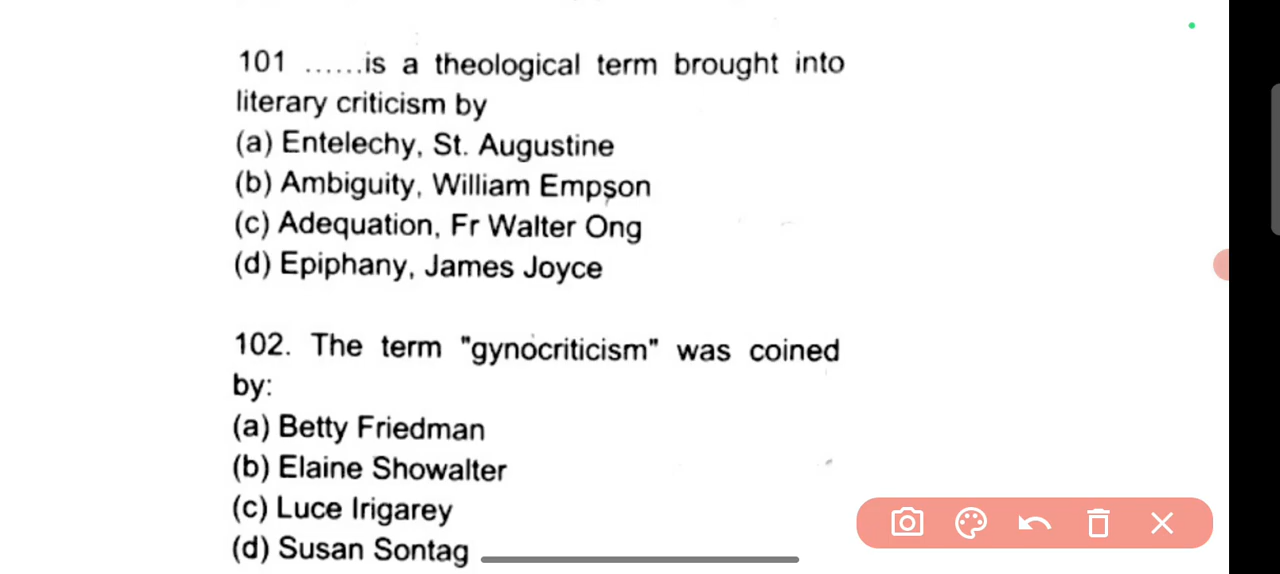 101 ......is a theological term brought into
literary criticism by
(a) Entelechy, St. Augustine
(b) Ambiguity, William Empson
(c) Adequation, Fr Walter Ong
(d) Epiphany, James Joyce
102. The term "gynocriticism" was coined
by:
(a) Betty Friedman
(b) Elaine Showalter
(c) Luce Irigarey
(d) Susan Sontag